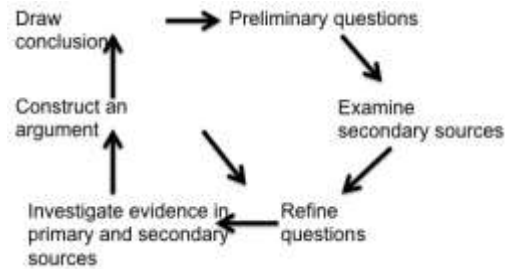 Draw
conclusion
Preliminary questions
Examine
secondary sources
Refine
questions
Investigate evidence in
primary and secondary
sources
Construct an
argument